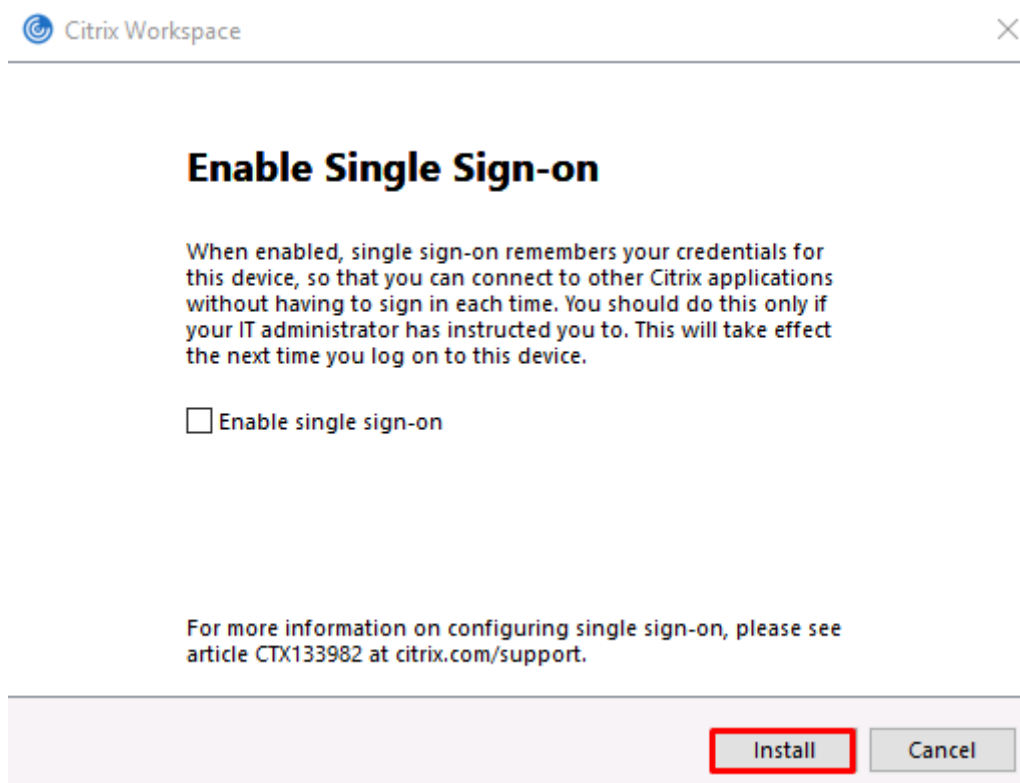 Citrix Workspace
Enable Single Sign-on
When enabled, single sign-on remembers your credentials for
this device, so that you can connect to other Citrix applications
without having to sign in each time. You should do this only if
your IT administrator has instructed you to. This will take effect
the next time you log on to this device.
Enable single sign-on
For more information on configuring single sign-on, please see
article CTX133982 at citrix.com/support.
Install Cancel